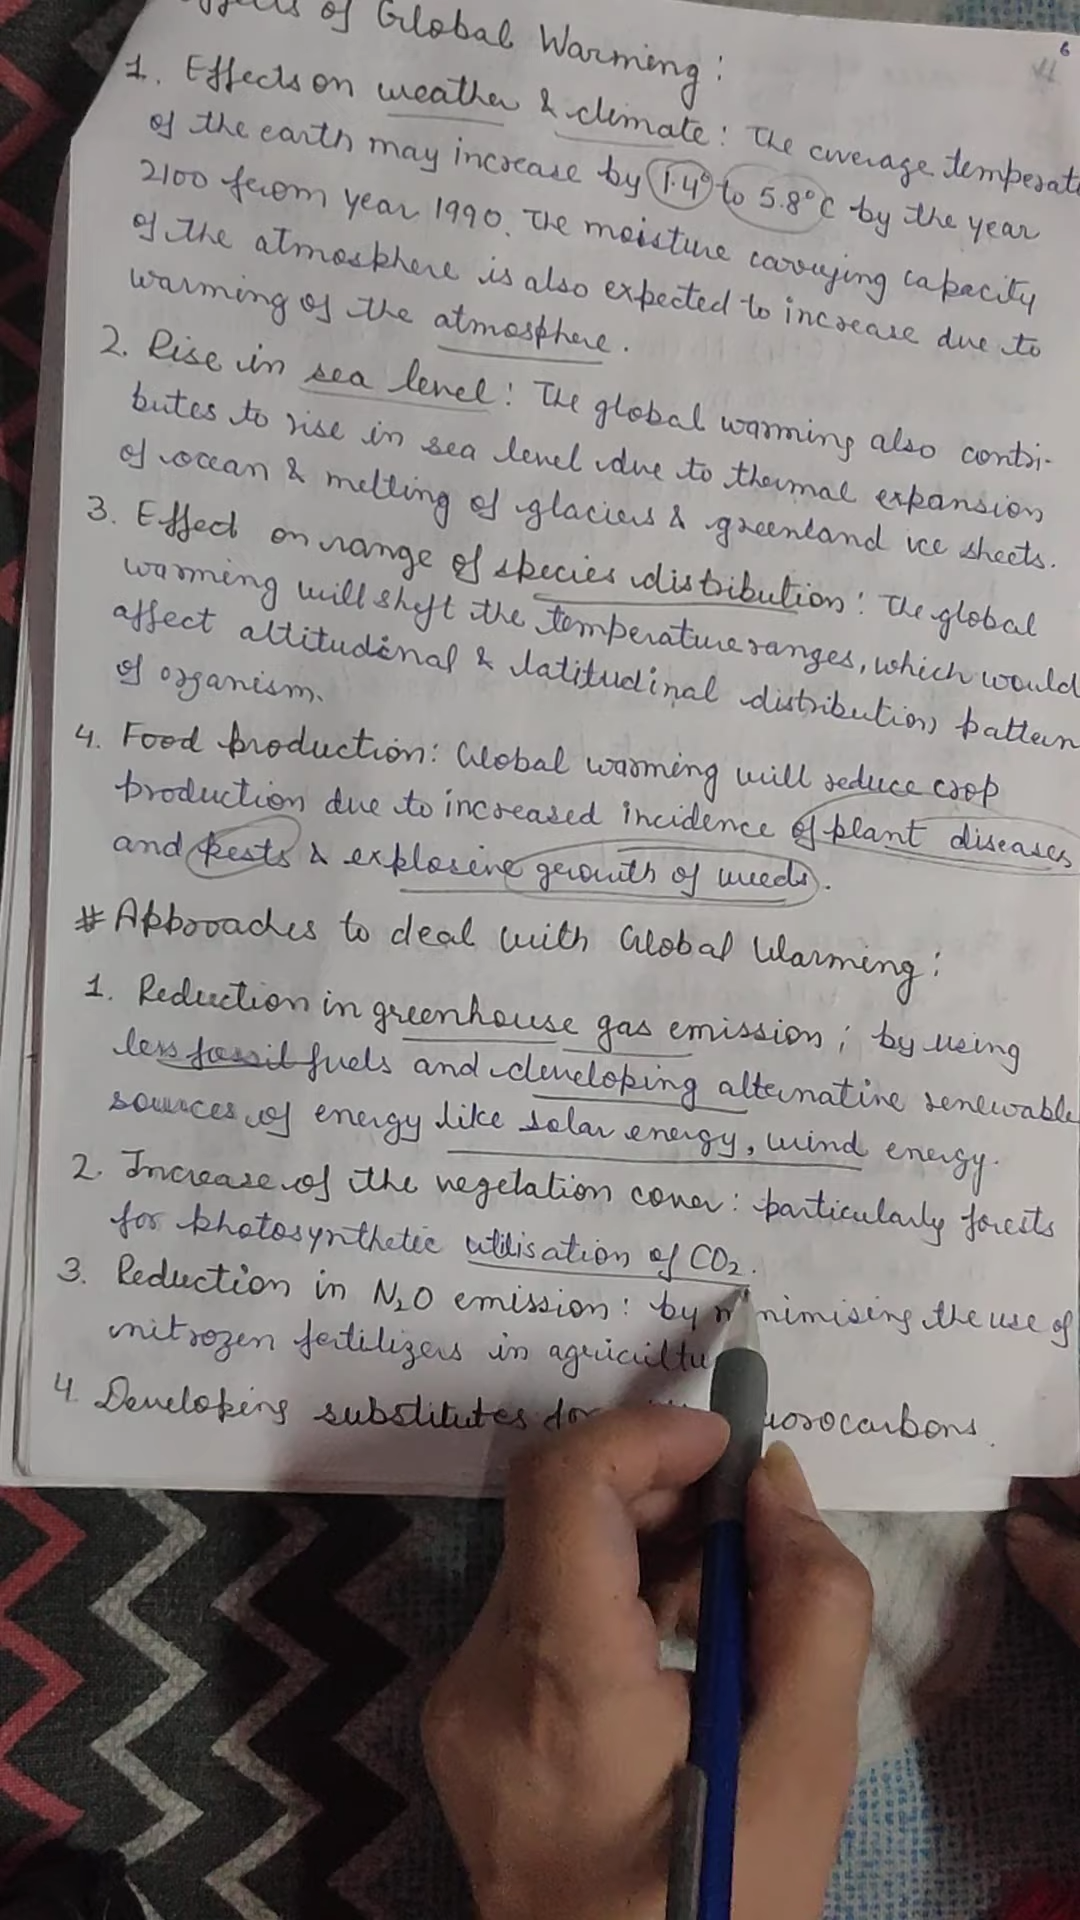 6
Effects of Global Warming:
1. Effects on weather & climate: The average temperat
of the earth may increase by 1.4° to 5.8°C by the year
2100 from year 1990. The moisture carrying capacity
of the atmosphere is also expected to increase due to
warming of the atmosphere.
2. Rise in sea level: The global warming also contri-
butes to rise in sea level due to thermal expansion
of ocean & melting of glaciers & greenland ice sheets.
3. Effect on range of species distribution: The global
warming will shift the temperature ranges, which would
affect altitudinal & latitudinal distribution pattern
of organism.
4. Food production: Global warming will reduce crop
production due to increased incidence of plant diseases
and pests & explosive growth of weeds.
# Approaches to deal with Global Warming:
1. Reduction in greenhouse gas emission; by using
less fossil fuels and developing alternative renewable
sources of energy like solar energy, wind energy.
2. Increase of the vegetation cover: particularly forests
for photosynthetic utilisation of CO₂.
3. Reduction in N₂O emission: by minimising the use of
nitrozen fertilizers in agricultu
4. Developing substitutes for uorocarbons.